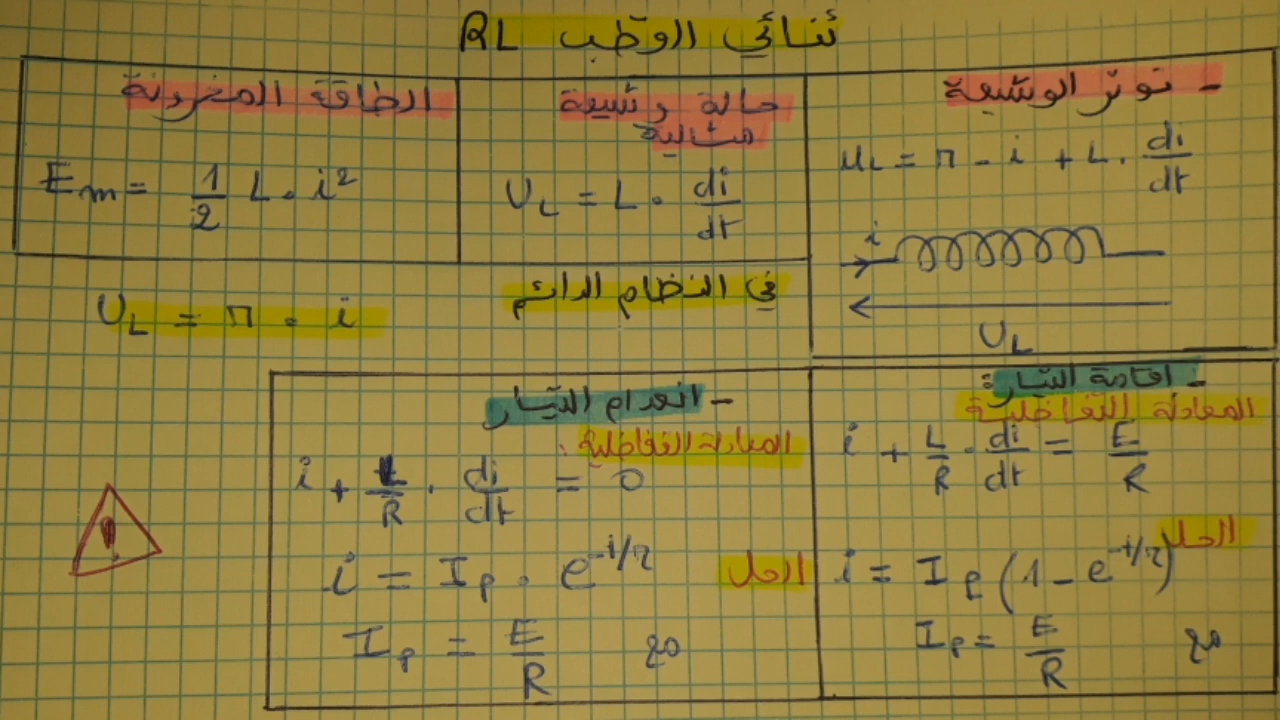 ثنائي القطب RL
- توتر الوشيعة
u_L = r . i + L . di/dt
i
U_L
حالة وشيعة
مثالية
U_L = L . di/dt
الطاقة المخزونة
E_m = 1/2 L . i²
في النظام الدائم
U_L = r . i
- اقامة التيار :
المعادلة التفاضلية
i + L/R . di/dt = E/R
الحل
i = I_p (1 - e^(-t/τ))
I_p = E/R مع
- انعدام التيار
المعادلة التفاضلية :
i + L/R . di/dt = 0
الحل
i = I_p . e^(-t/τ)
I_p = E/R مع
!